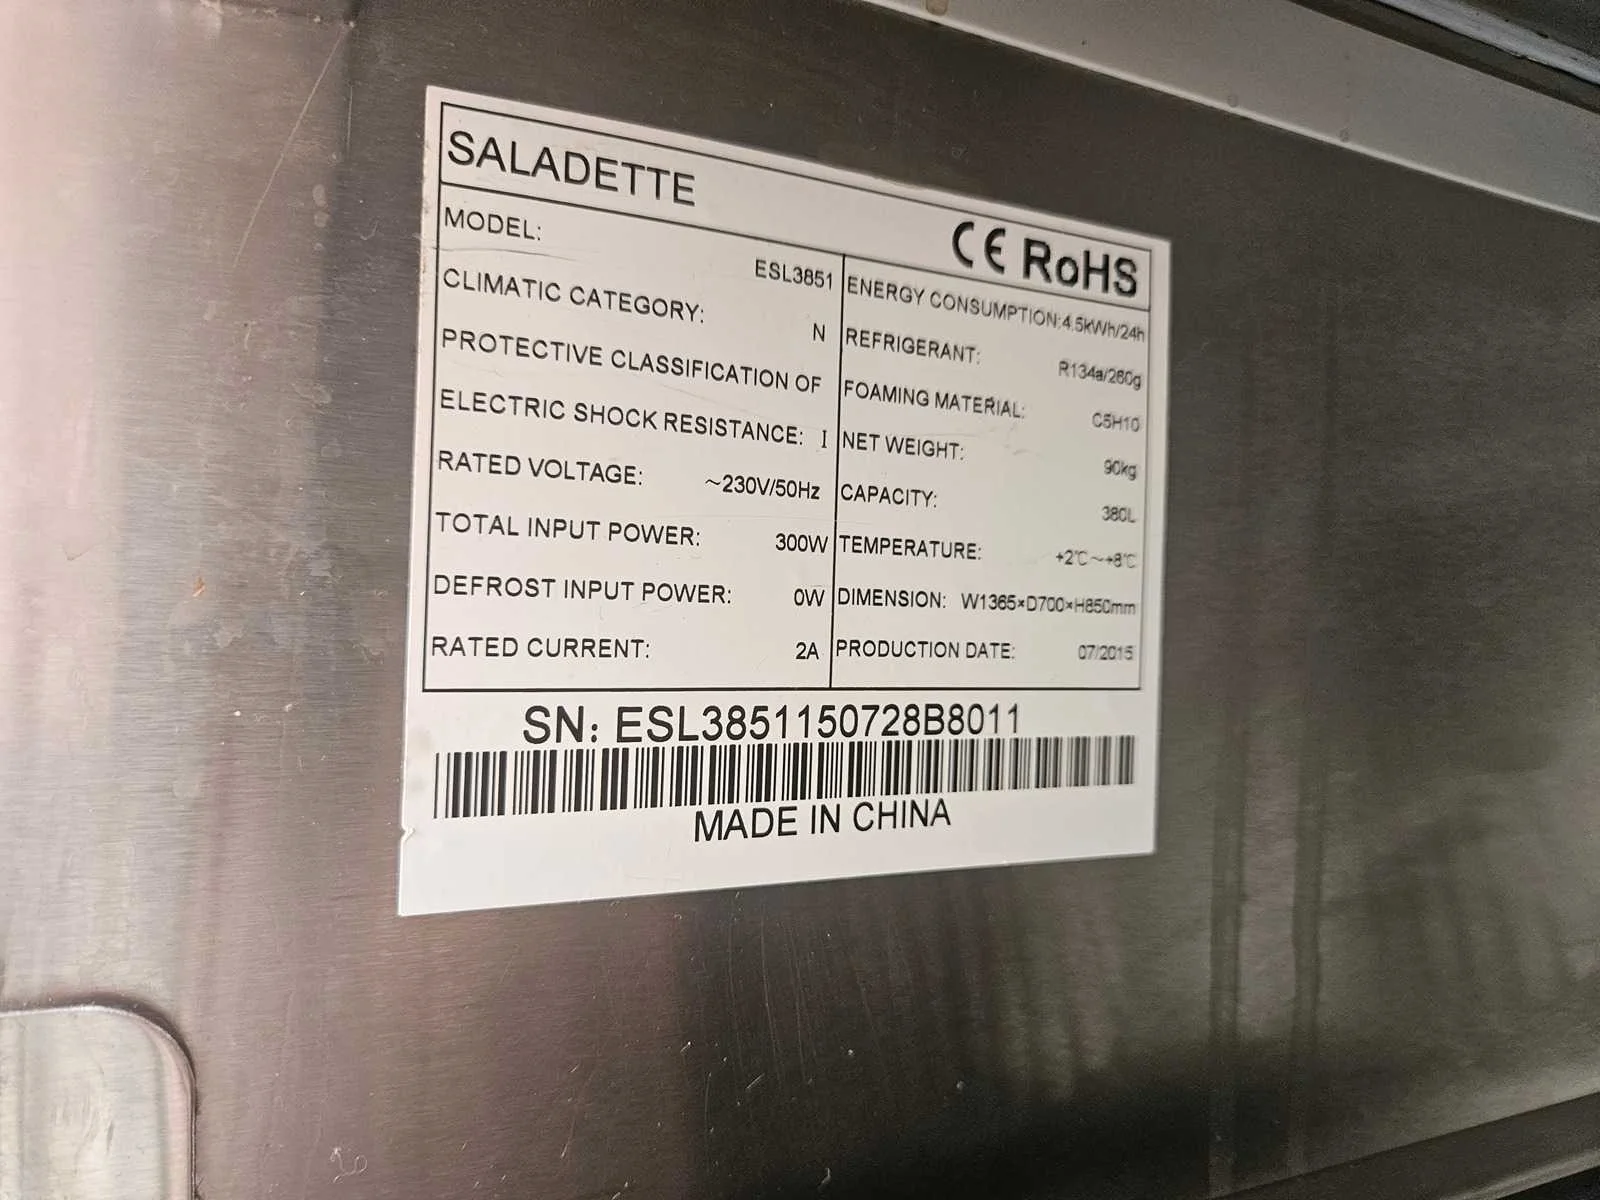 SALADETTE
CE RoHS
MODEL: ESL3851
CLIMATIC CATEGORY: N
PROTECTIVE CLASSIFICATION OF
ELECTRIC SHOCK RESISTANCE: I
RATED VOLTAGE: ~230V/50Hz
TOTAL INPUT POWER: 300W
DEFROST INPUT POWER: 0W
RATED CURRENT: 2A
ENERGY CONSUMPTION:4.5kWh/24h
REFRIGERANT: R134a/260g
FOAMING MATERIAL: C5H10
NET WEIGHT: 90kg
CAPACITY: 380L
TEMPERATURE: +2℃~+8℃
DIMENSION: W1365×D700×H850mm
PRODUCTION DATE: 07/2015
SN: ESL3851150728B8011
MADE IN CHINA